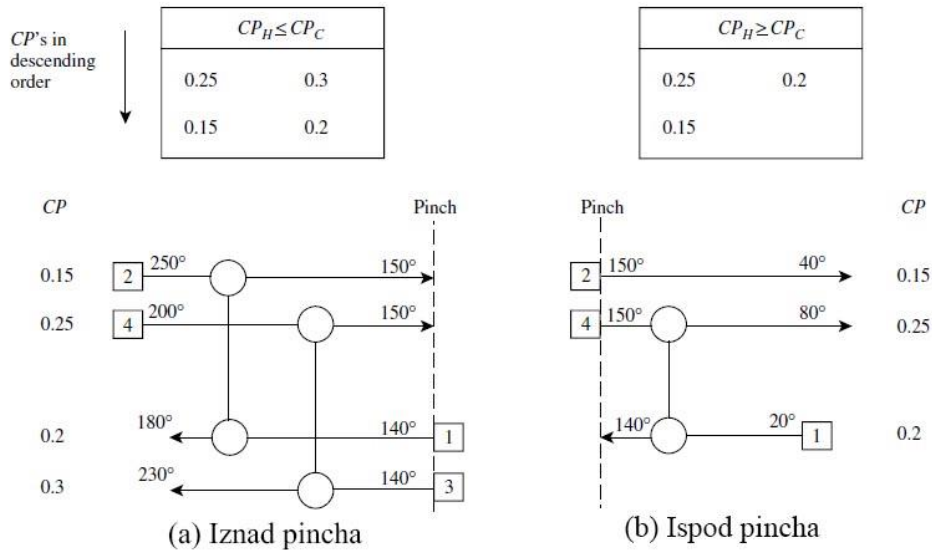 CP's in
descending
order
CP_H ≤ CP_C
0.25 0.3
0.15 0.2
CP_H ≥ CP_C
0.25 0.2
0.15
CP Pinch
0.15 2 250° 150°
0.25 4 200° 150°
0.2 180° 140° 1
0.3 230° 140° 3
(a) Iznad pincha
Pinch CP
2 150° 40° 0.15
4 150° 80° 0.25
140° 20° 1 0.2
(b) Ispod pincha